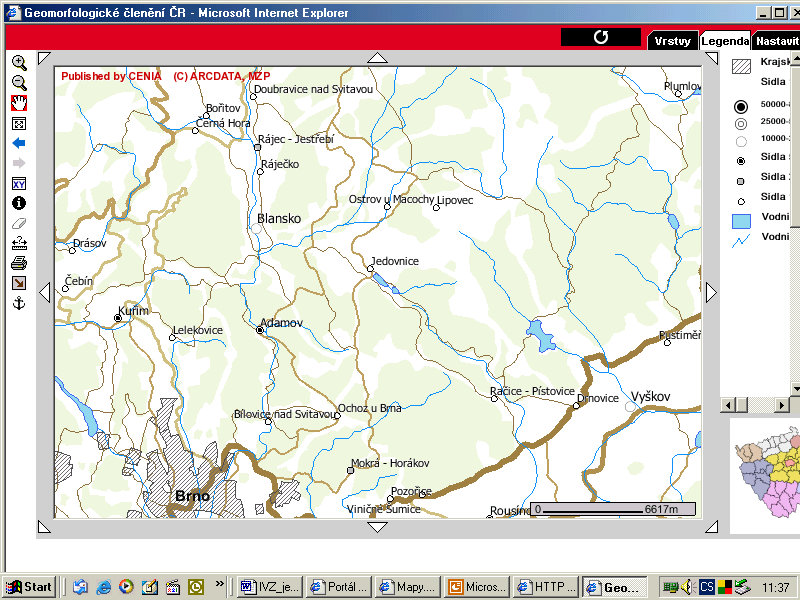 Geomorfologické členění ČR - Microsoft Internet Explorer
Vrstvy
Legenda
Nastavit
Published by CENIA (C) ARCDATA, MZP
Doubravice nad Svitavou
Plumlov
Bořitov
Černá Hora
Rájec - Jestřebí
Ráječko
Ostrov u Macochy
Lipovec
Blansko
Drásov
Jedovnice
Čebín
Kuřim
Lelekovice
Adamov
Pustiměř
Račice - Pístovice
Drnovice
Vyškov
Bílovice nad Svitavou
Ochoz u Brna
Mokrá - Horákov
Brno
Pozořice
Viničné Šumice
Rousínov
0
6617m
Krajsk
Sídla
50000-
25000-
10000-
Sídla
Sídla 2
Sídla
Vodní
Vodní
XY
Start
»
IVZ_je...
Portál ...
Mapy....
Micros...
HTTP ...
Geo...
CS
11:37